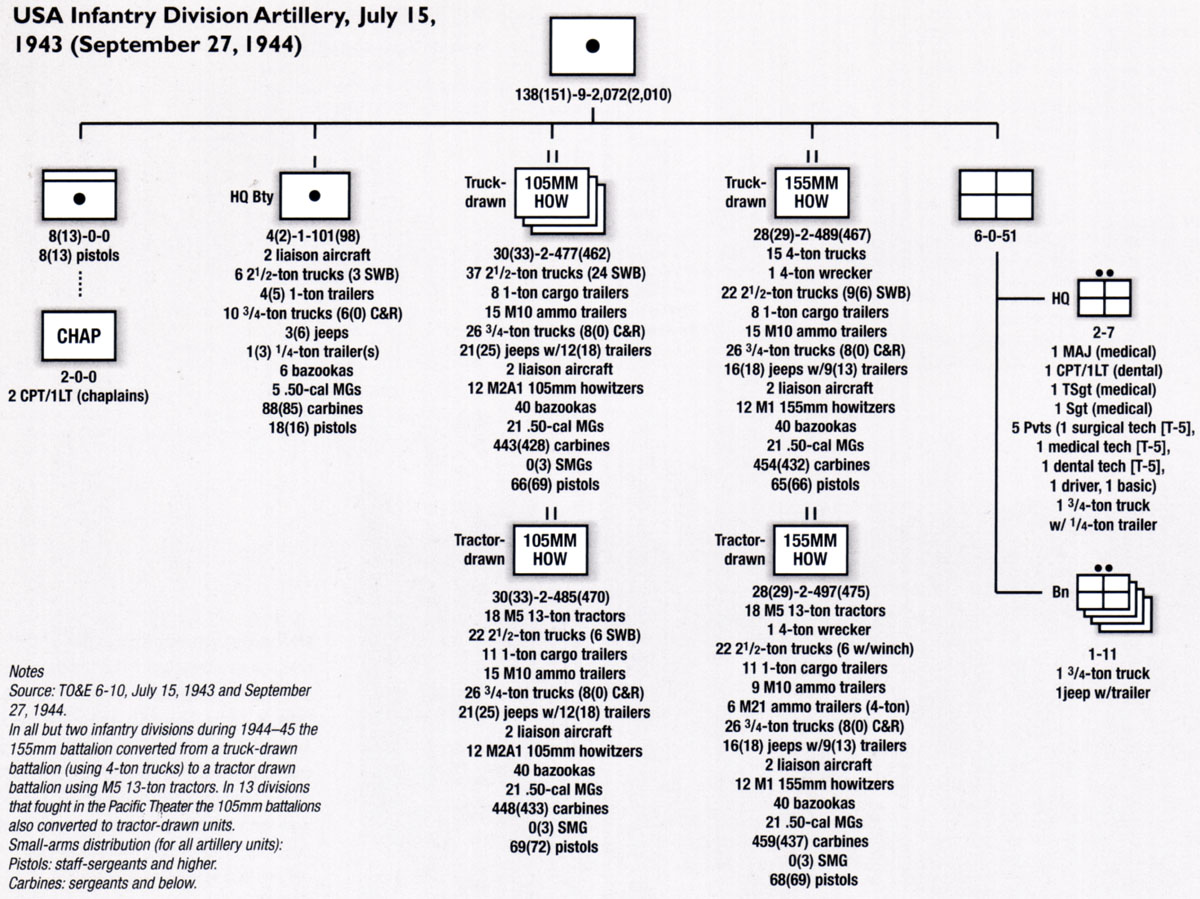 USA Infantry Division Artillery, July 15,
1943 (September 27, 1944)
138(151)-9-2,072(2,010)
8(13)-0-0
8(13) pistols
CHAP
2-0-0
2 CPT/1LT (chaplains)
HQ Bty
4(2)-1-101(98)
2 liaison aircraft
6 2 1/2-ton trucks (3 SWB)
4(5) 1-ton trailers
10 3/4-ton trucks (6(0) C&R)
3(6) jeeps
1(3) 1/4-ton trailer(s)
6 bazookas
5 .50-cal MGs
88(85) carbines
18(16) pistols
Truck-
drawn
105MM
HOW
30(33)-2-477(462)
37 2 1/2-ton trucks (24 SWB)
8 1-ton cargo trailers
15 M10 ammo trailers
26 3/4-ton trucks (8(0) C&R)
21(25) jeeps w/12(18) trailers
2 liaison aircraft
12 M2A1 105mm howitzers
40 bazookas
21 .50-cal MGs
443(428) carbines
0(3) SMGs
66(69) pistols
Tractor-
drawn
105MM
HOW
30(33)-2-485(470)
18 M5 13-ton tractors
22 2 1/2-ton trucks (6 SWB)
11 1-ton cargo trailers
15 M10 ammo trailers
26 3/4-ton trucks (8(0) C&R)
21(25) jeeps w/12(18) trailers
2 liaison aircraft
12 M2A1 105mm howitzers
40 bazookas
21 .50-cal MGs
448(433) carbines
0(3) SMG
69(72) pistols
Truck-
drawn
155MM
HOW
28(29)-2-489(467)
15 4-ton trucks
1 4-ton wrecker
22 2 1/2-ton trucks (9(6) SWB)
8 1-ton cargo trailers
15 M10 ammo trailers
26 3/4-ton trucks (8(0) C&R)
16(18) jeeps w/9(13) trailers
2 liaison aircraft
12 M1 155mm howitzers
40 bazookas
21 .50-cal MGs
454(432) carbines
65(66) pistols
Tractor-
drawn
155MM
HOW
28(29)-2-497(475)
18 M5 13-ton tractors
1 4-ton wrecker
22 2 1/2-ton trucks (6 w/winch)
11 1-ton cargo trailers
9 M10 ammo trailers
6 M21 ammo trailers (4-ton)
26 3/4-ton trucks (8(0) C&R)
16(18) jeeps w/9(13) trailers
2 liaison aircraft
12 M1 155mm howitzers
40 bazookas
21 .50-cal MGs
459(437) carbines
0(3) SMG
68(69) pistols
6-0-51
HQ
2-7
1 MAJ (medical)
1 CPT/1LT (dental)
1 TSgt (medical)
1 Sgt (medical)
5 Pvts (1 surgical tech [T-5],
1 medical tech [T-5],
1 dental tech [T-5],
1 driver, 1 basic)
1 3/4-ton truck
w/ 1/4-ton trailer
Bn
1-11
1 3/4-ton truck
1jeep w/trailer
Notes
Source: TO&E 6-10, July 15, 1943 and September
27, 1944.
In all but two infantry divisions during 1944–45 the
155mm battalion converted from a truck-drawn
battalion (using 4-ton trucks) to a tractor drawn
battalion using M5 13-ton tractors. In 13 divisions
that fought in the Pacific Theater the 105mm battalions
also converted to tractor-drawn units.
Small-arms distribution (for all artillery units):
Pistols: staff-sergeants and higher.
Carbines: sergeants and below.